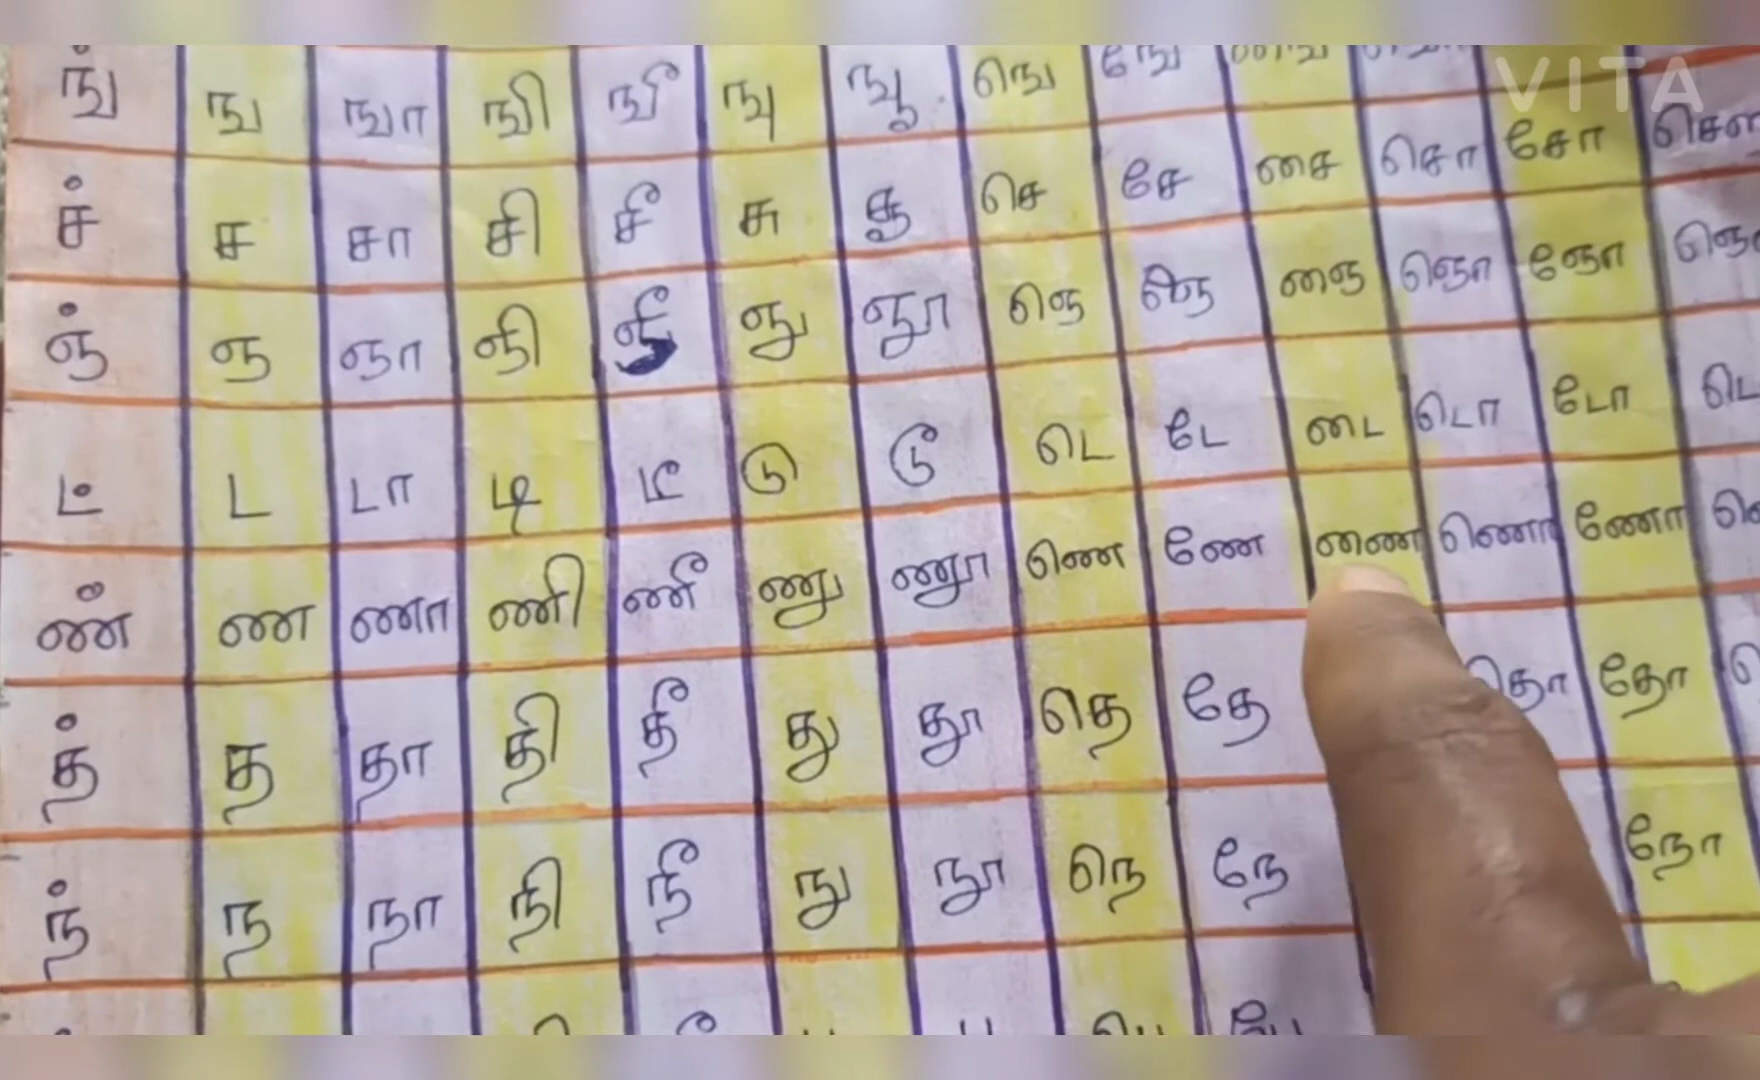 VITA
ங் ங ஙா ஙி ஙீ ஙு ஙூ ஙெ ஙே
ச் ச சா சி சீ சு சூ செ சே சை சொ சோ சௌ
ஞ் ஞ ஞா ஞி ஞீ ஞு ஞூ ஞெ ஞே ஞை ஞொ ஞோ
ட் ட டா டி டீ டு டூ டெ டே டை டொ டோ
ண் ண ணா ணி ணீ ணு ணூ ணெ ணே ணை ணொ ணோ
த் த தா தி தீ து தூ தெ தே தொ தோ
ந் ந நா நி நீ நு நூ நெ நே நோ